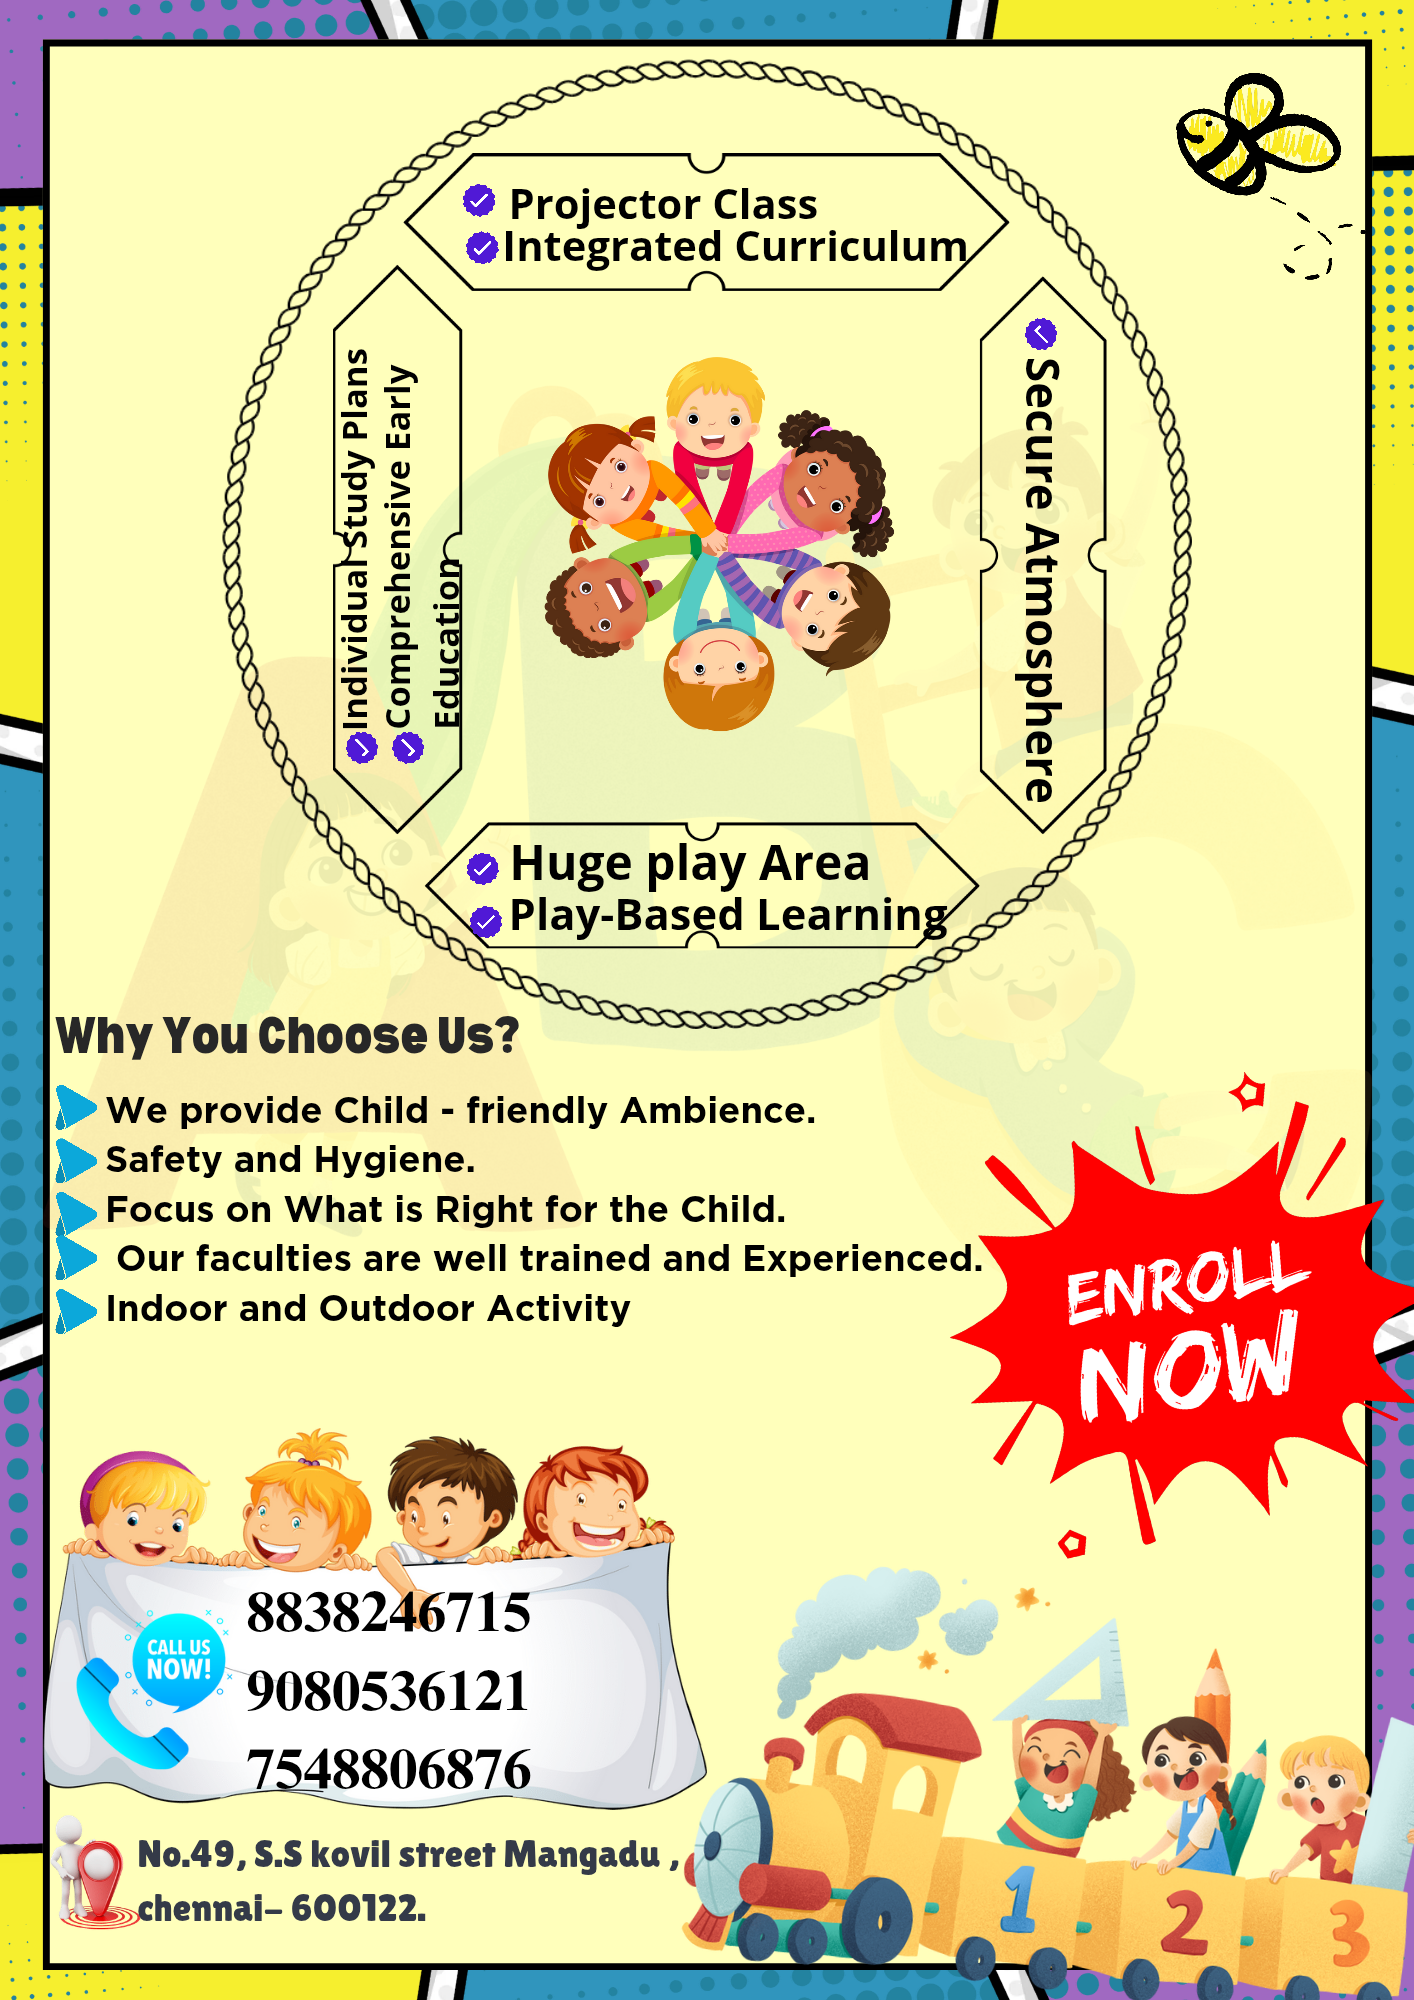 Projector Class
Integrated Curriculum
Individual Study Plans
Comprehensive Early
Education
Secure Atmosphere
Huge play Area
Play-Based Learning
Why You Choose Us?
We provide Child - friendly Ambience.
Safety and Hygiene.
Focus on What is Right for the Child.
Our faculties are well trained and Experienced.
Indoor and Outdoor Activity
ENROLL
NOW
CALL US
NOW!
8838246715
9080536121
7548806876
No.49, S.S kovil street Mangadu ,
chennai- 600122.
1 2 3